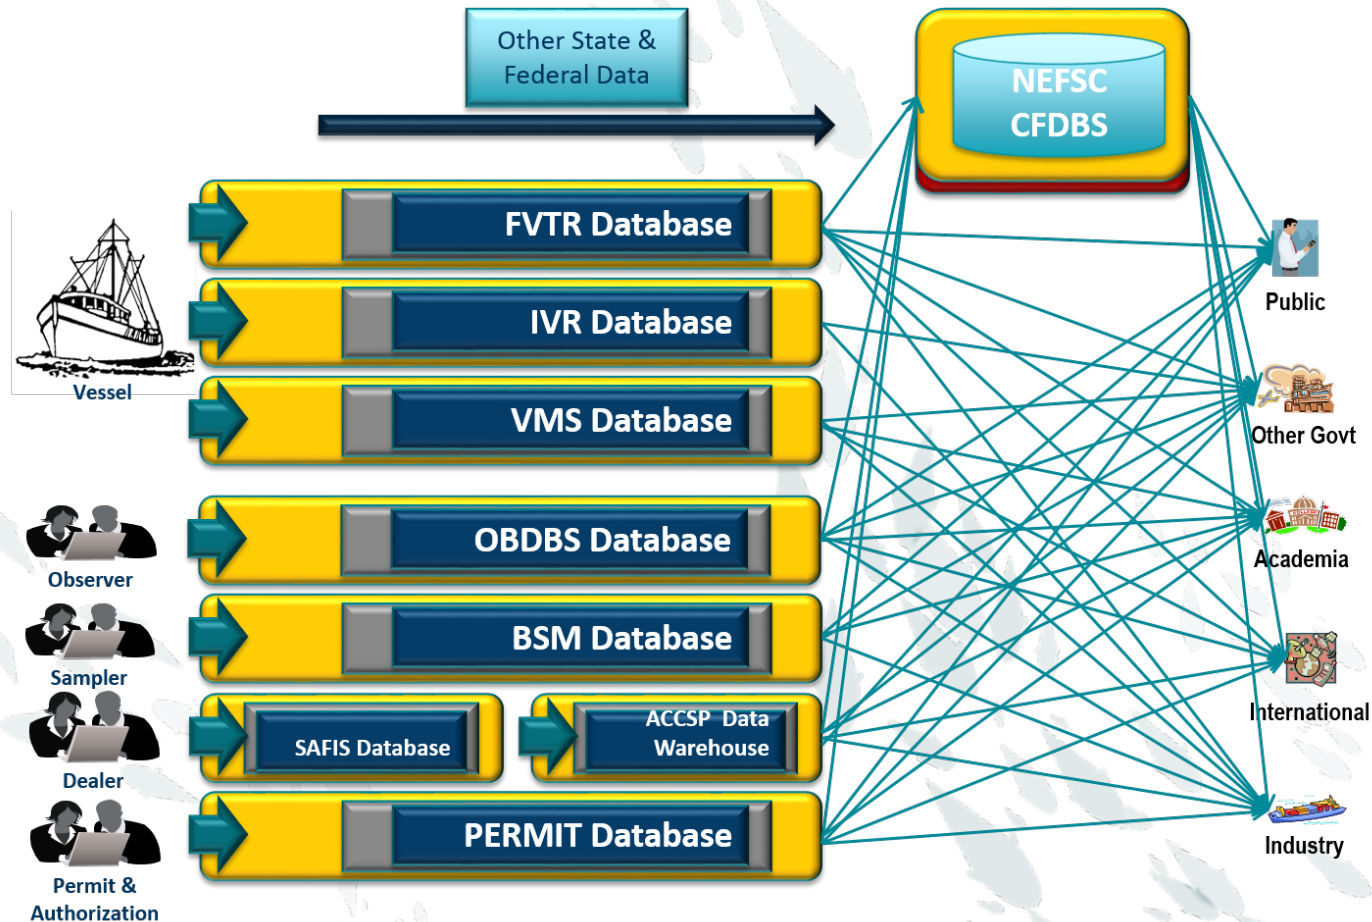 Other State &
Federal Data
NEFSC
CFDBS
FVTR Database
IVR Database
VMS Database
Vessel
OBDBS Database
Observer
BSM Database
Sampler
SAFIS Database
ACCSP Data
Warehouse
Dealer
PERMIT Database
Permit &
Authorization
Public
Other Govt
Academia
International
Industry